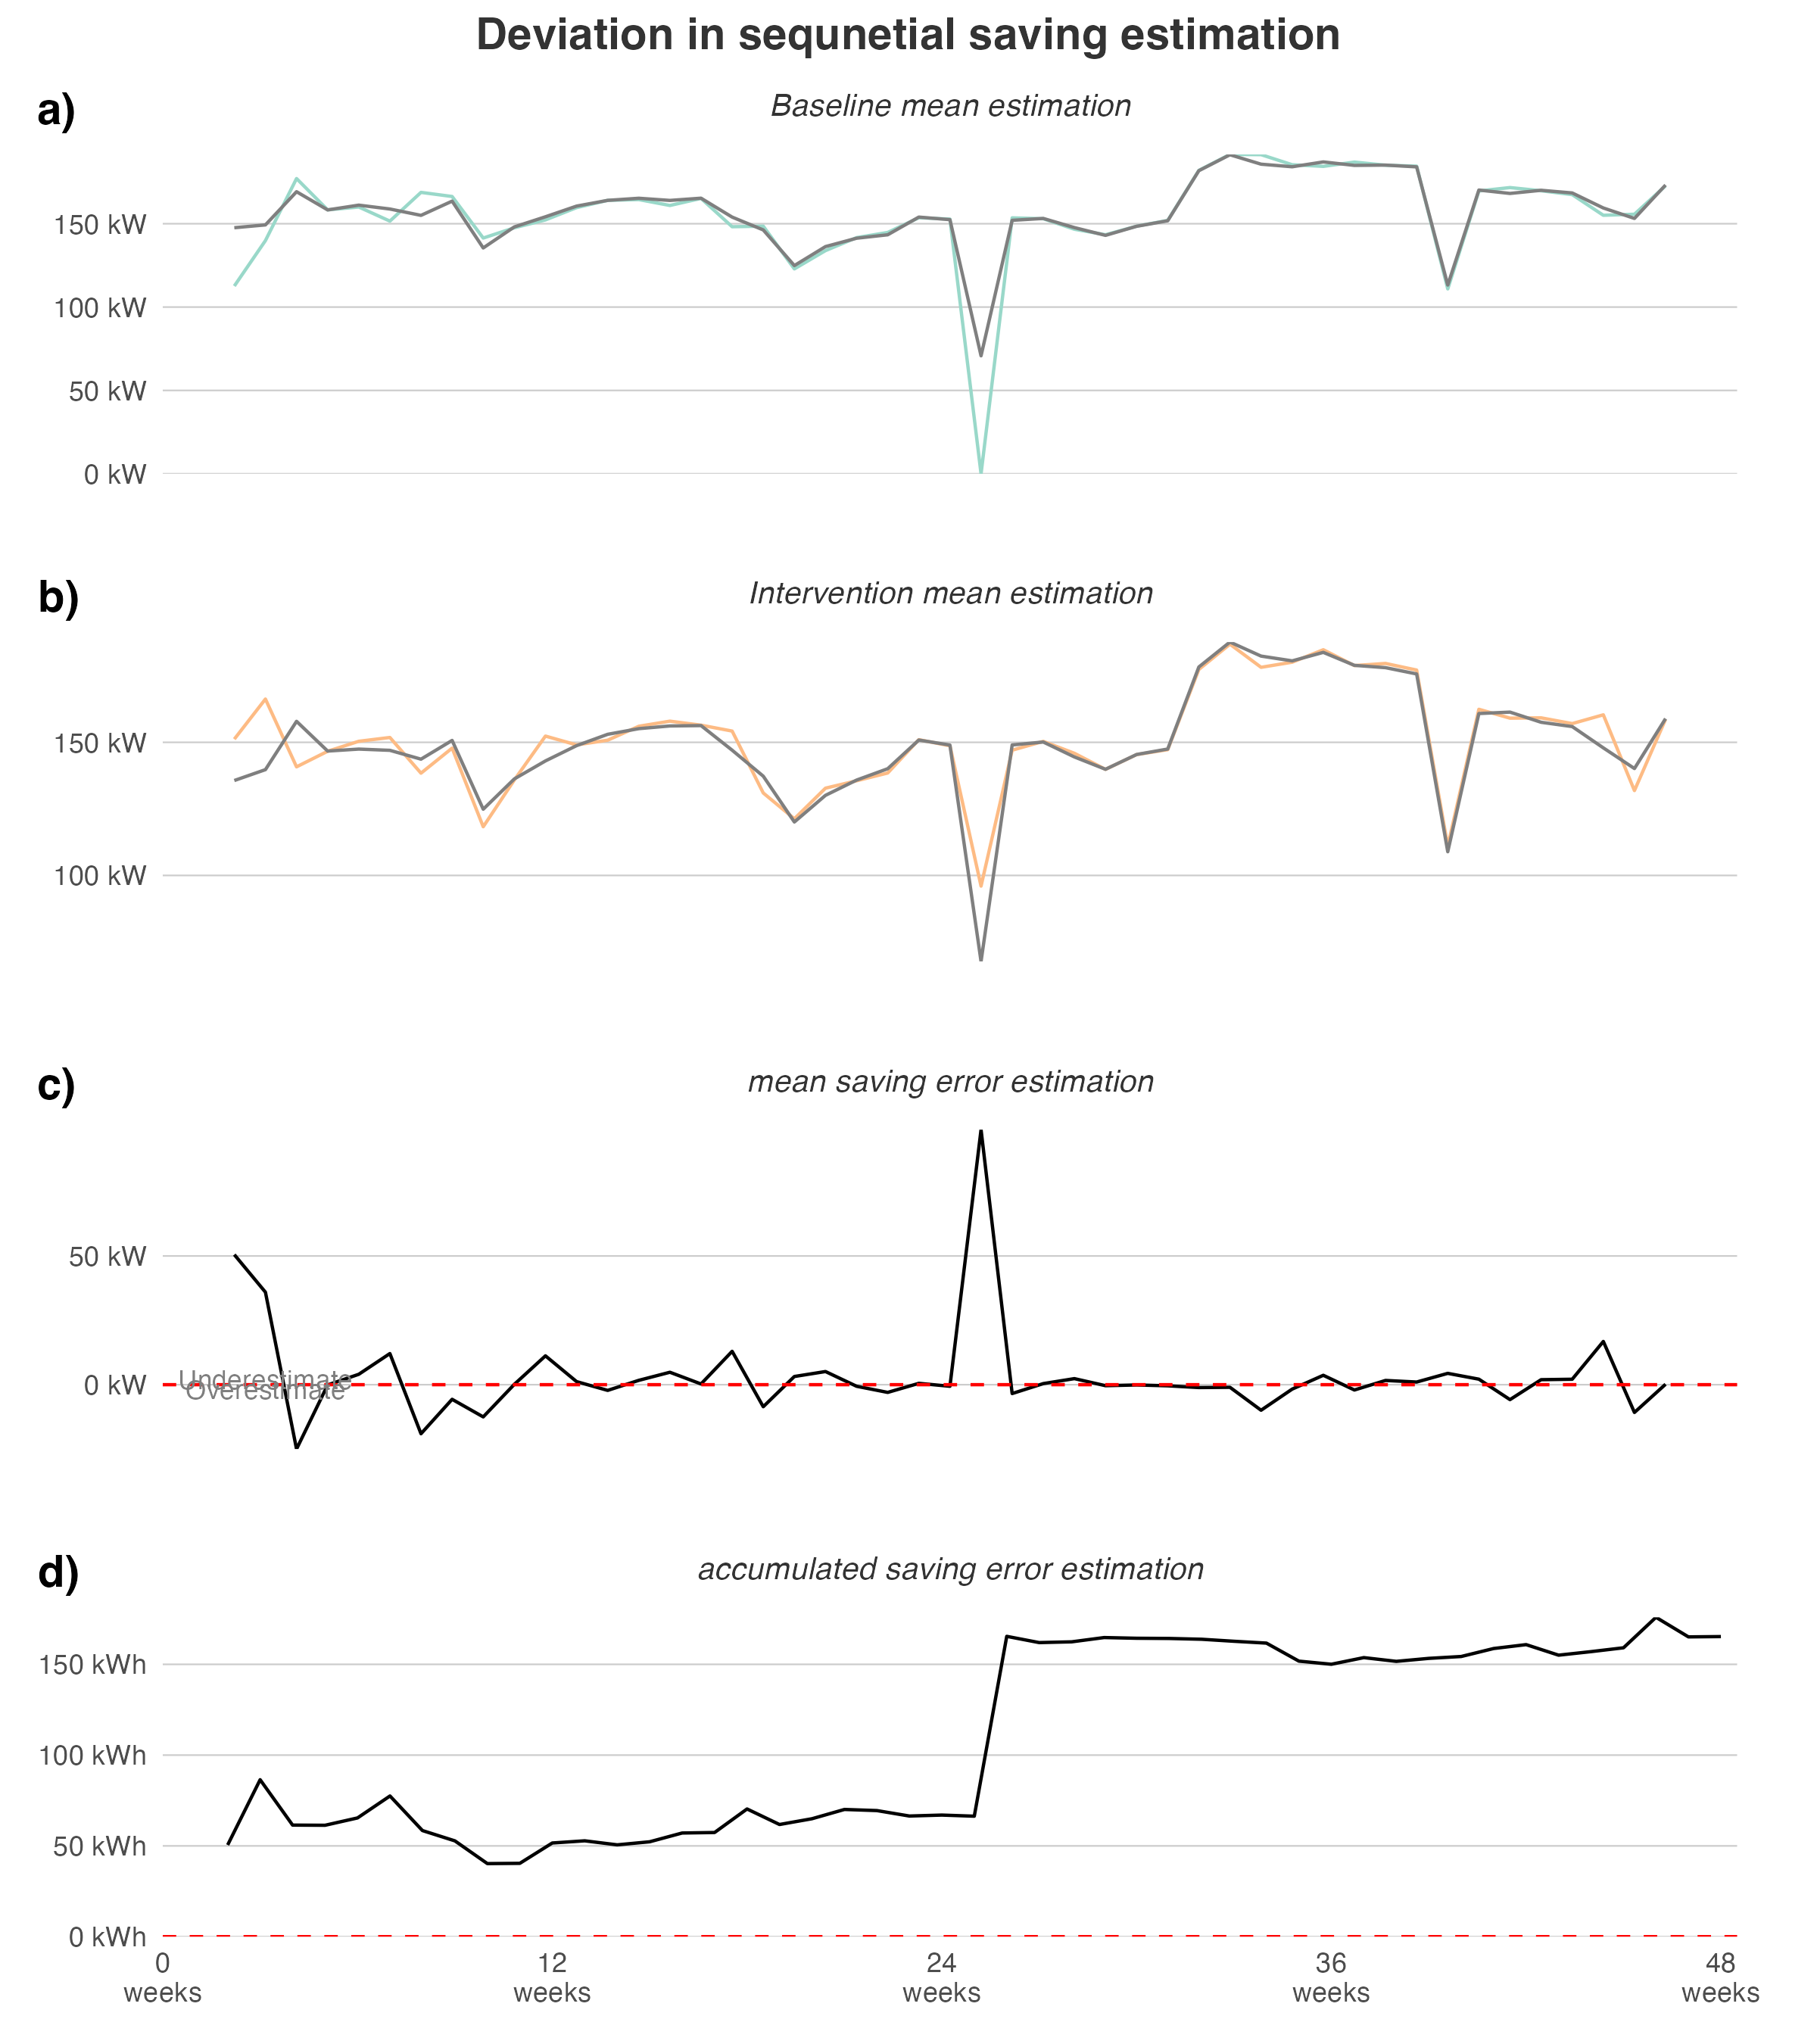 Deviation in sequnetial saving estimation
a)
Baseline mean estimation
150 kW
100 kW
50 kW
0 kW
b)
Intervention mean estimation
150 kW
100 kW
c)
mean saving error estimation
50 kW
0 kW
Underestimate
Overestimate
d)
accumulated saving error estimation
150 kWh
100 kWh
50 kWh
0 kWh
0 12 24 36 48
weeks weeks weeks weeks weeks